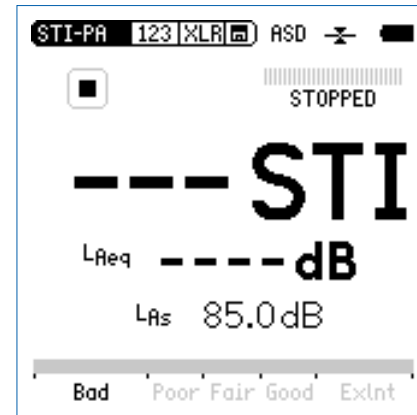 STI-PA 123 XLR ASD
STOPPED
---STI
LAeq ----dB
LAs 85.0dB
Bad Poor Fair Good Exlnt